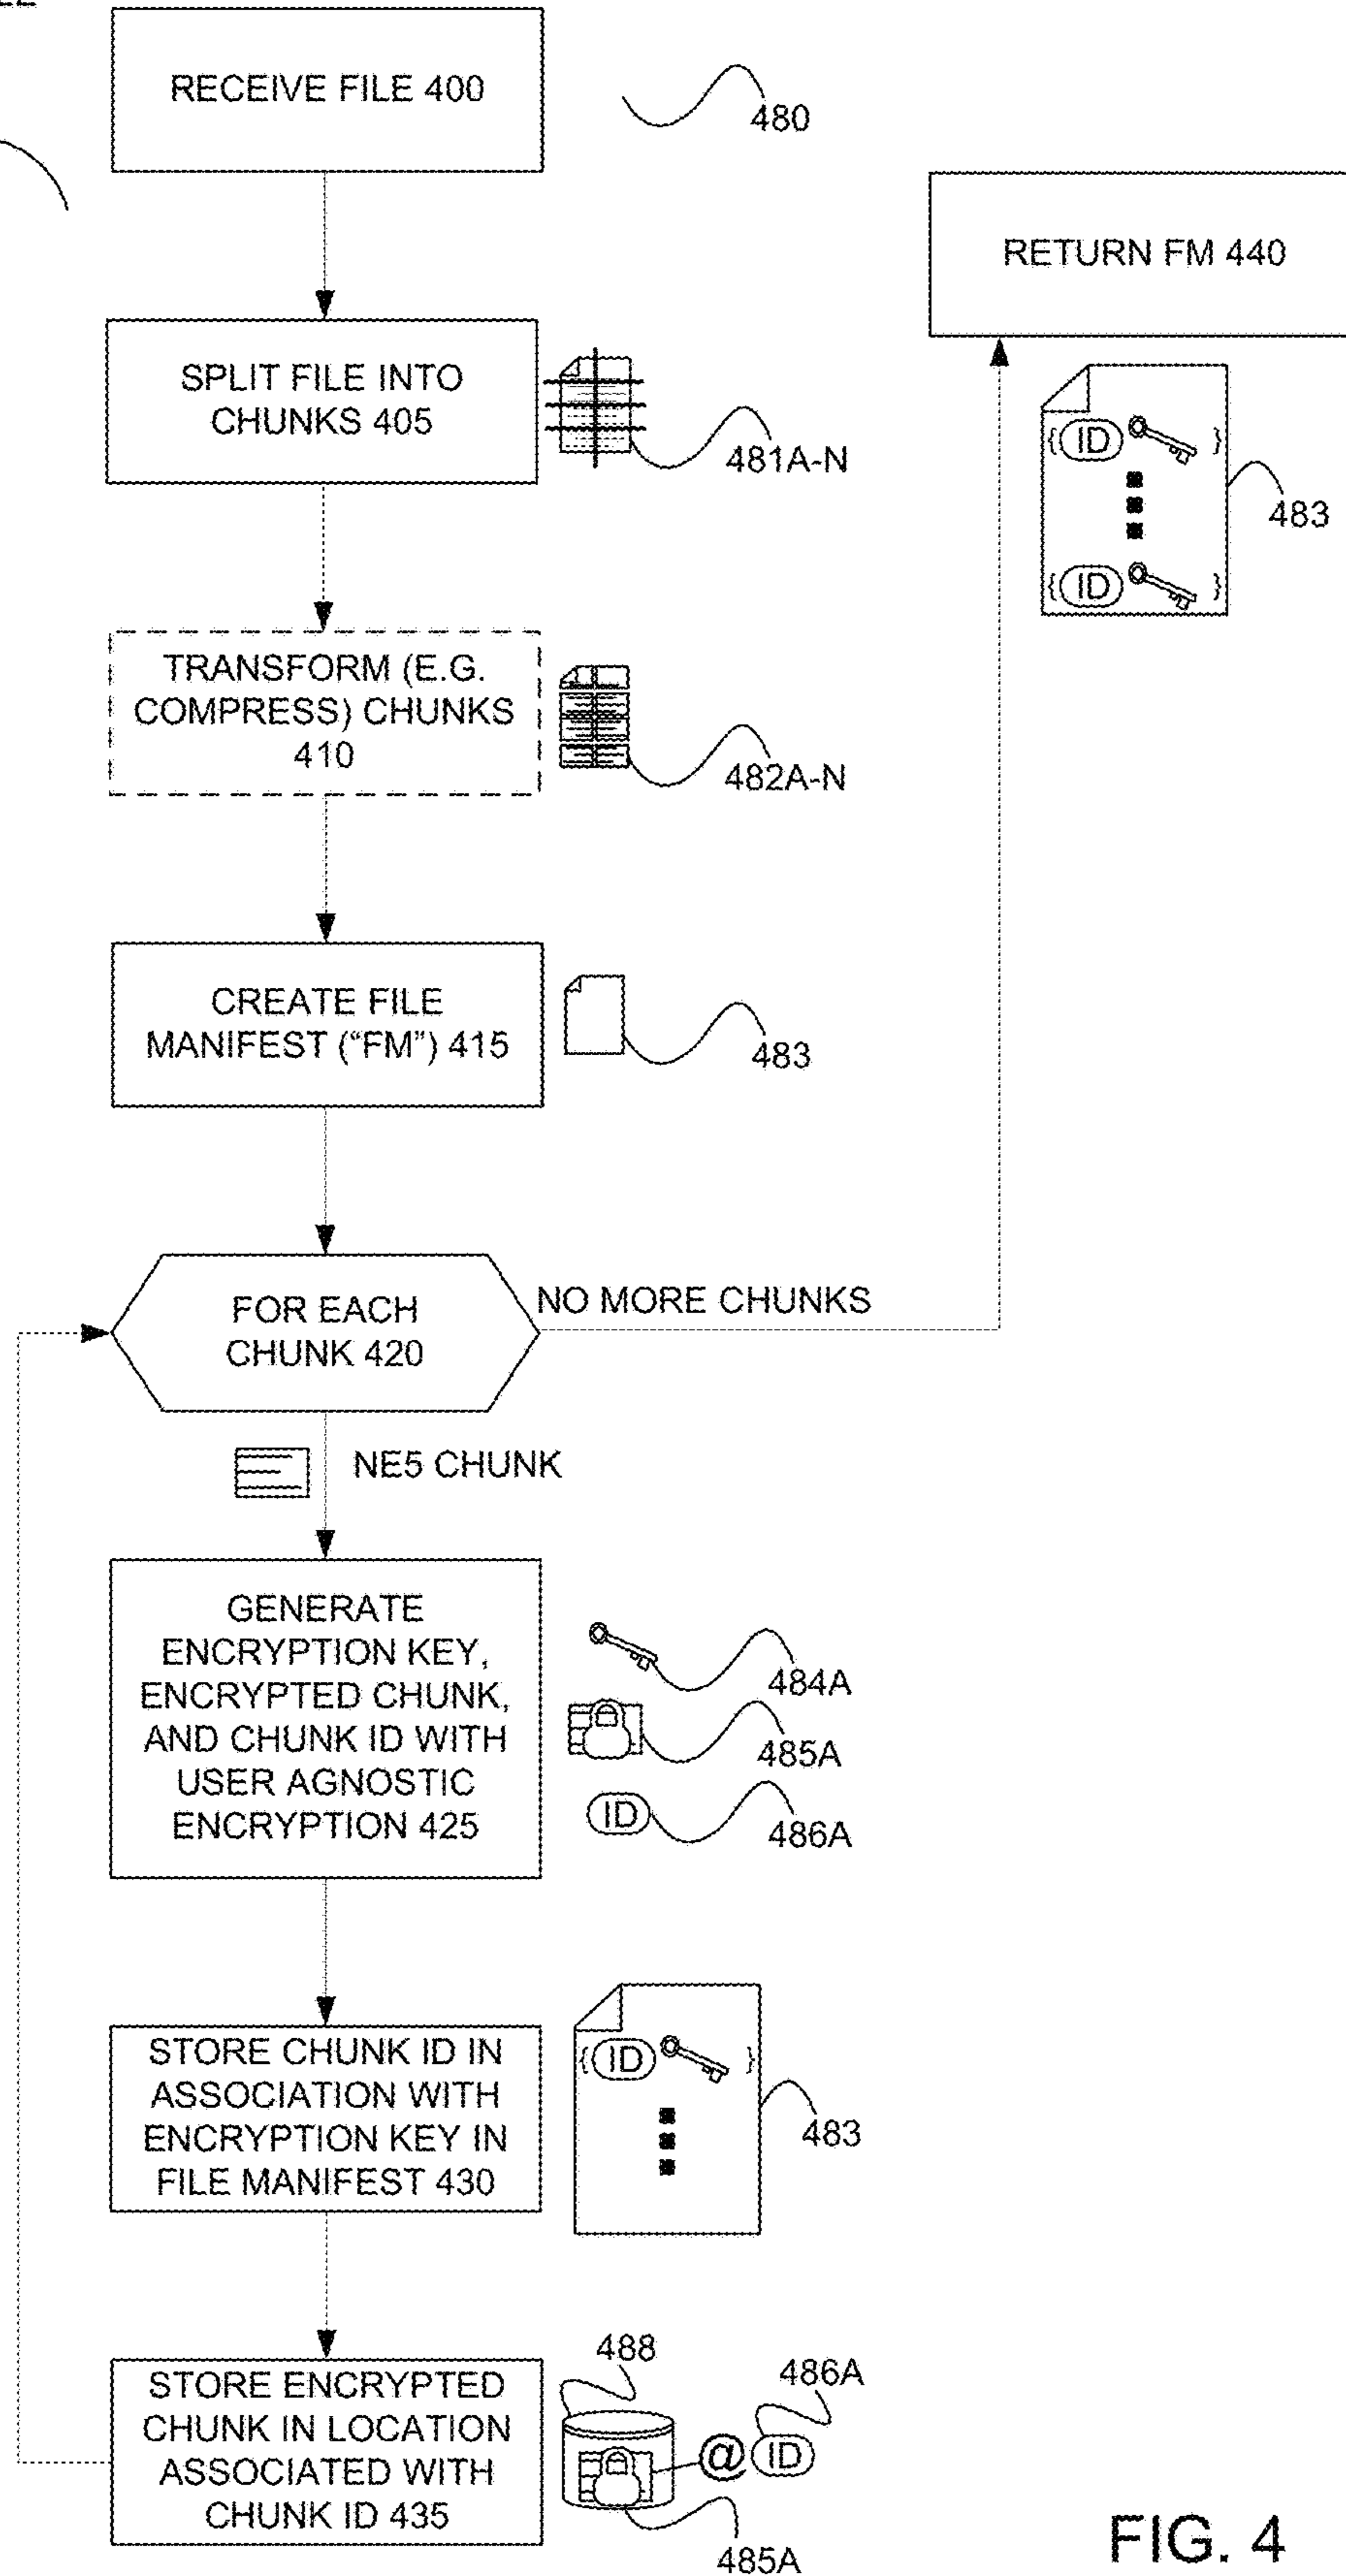 RECEIVE FILE 400
480
RETURN FM 440
SPLIT FILE INTO
CHUNKS 405
481A-N
{ ID }
{ ID }
483
TRANSFORM (E.G.
COMPRESS) CHUNKS
410
482A-N
CREATE FILE
MANIFEST ("FM") 415
483
FOR EACH
CHUNK 420
NO MORE CHUNKS
NE5 CHUNK
GENERATE
ENCRYPTION KEY,
ENCRYPTED CHUNK,
AND CHUNK ID WITH
USER AGNOSTIC
ENCRYPTION 425
484A
485A
ID
486A
STORE CHUNK ID IN
ASSOCIATION WITH
ENCRYPTION KEY IN
FILE MANIFEST 430
{ ID }
483
STORE ENCRYPTED
CHUNK IN LOCATION
ASSOCIATED WITH
CHUNK ID 435
488
486A
@ ID
485A
FIG. 4